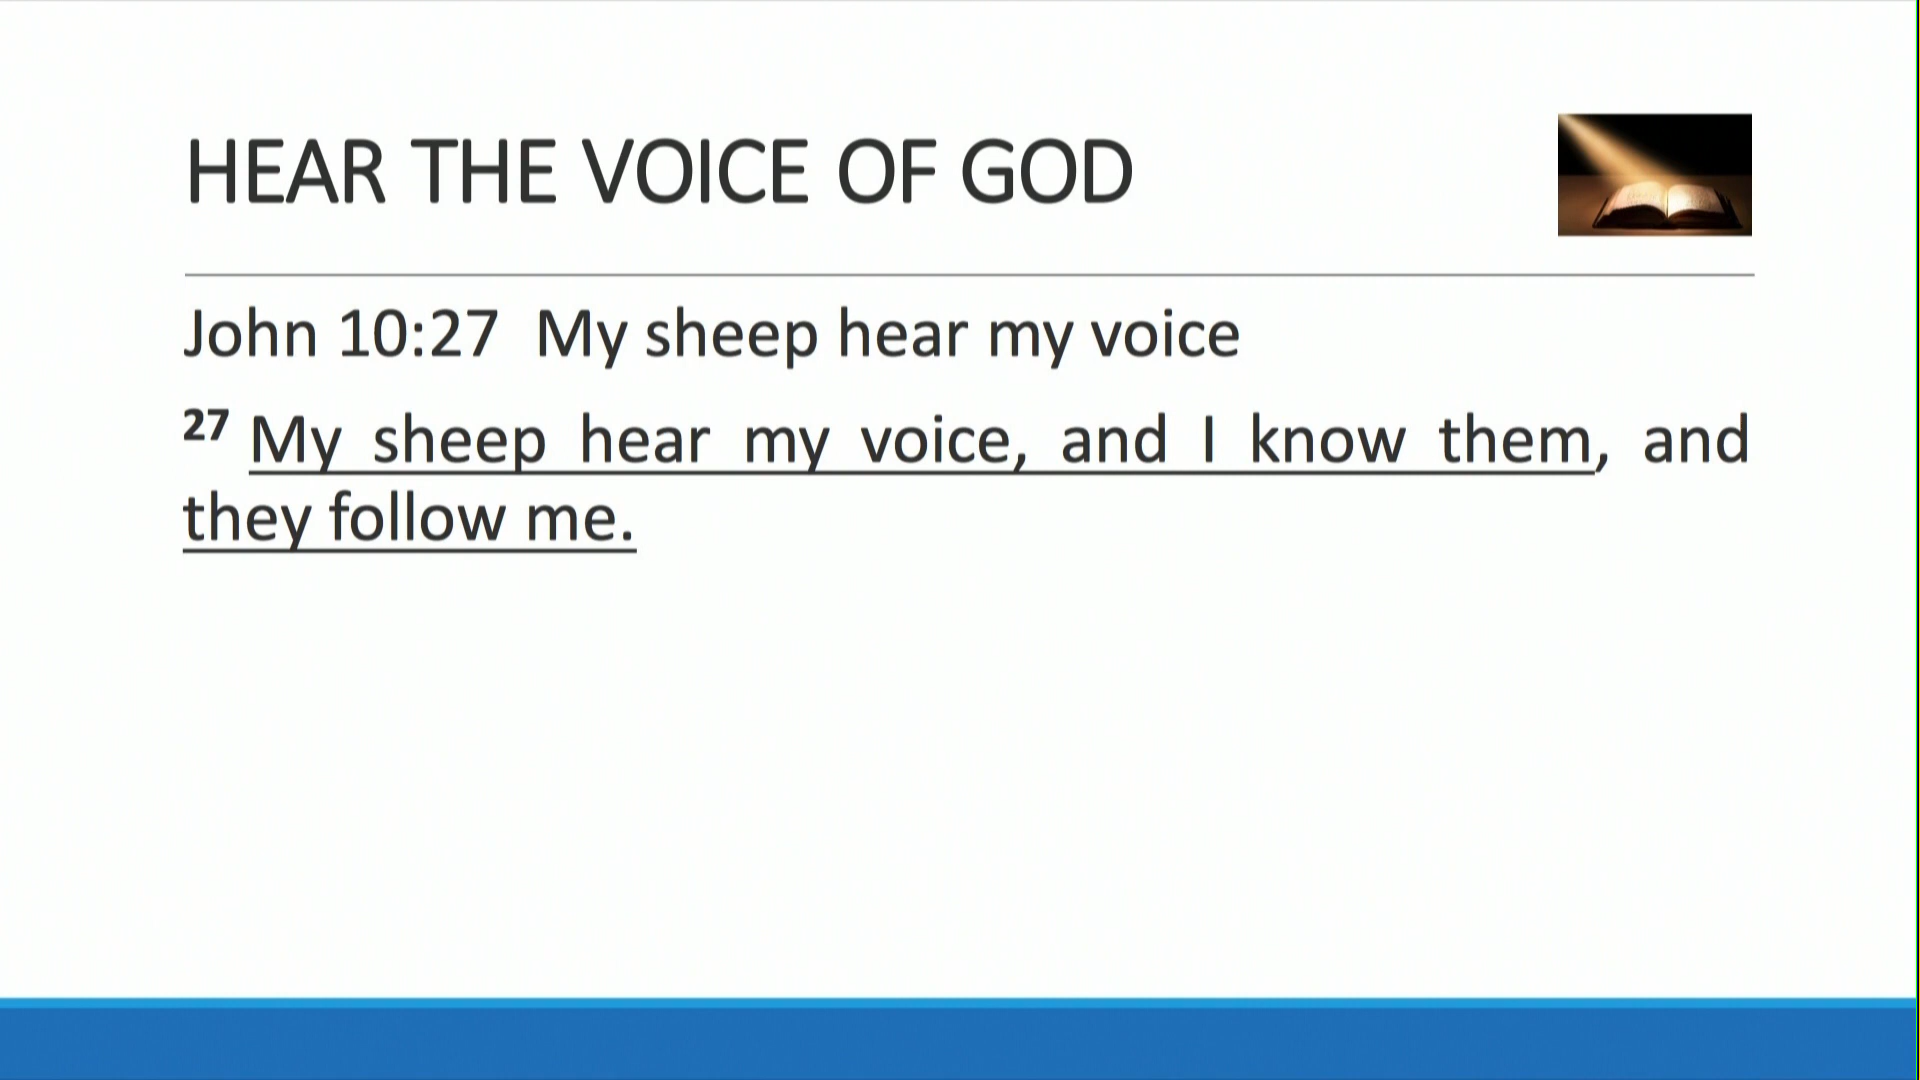 HEAR THE VOICE OF GOD
John 10:27  My sheep hear my voice
27 My sheep hear my voice, and I know them, and
they follow me.